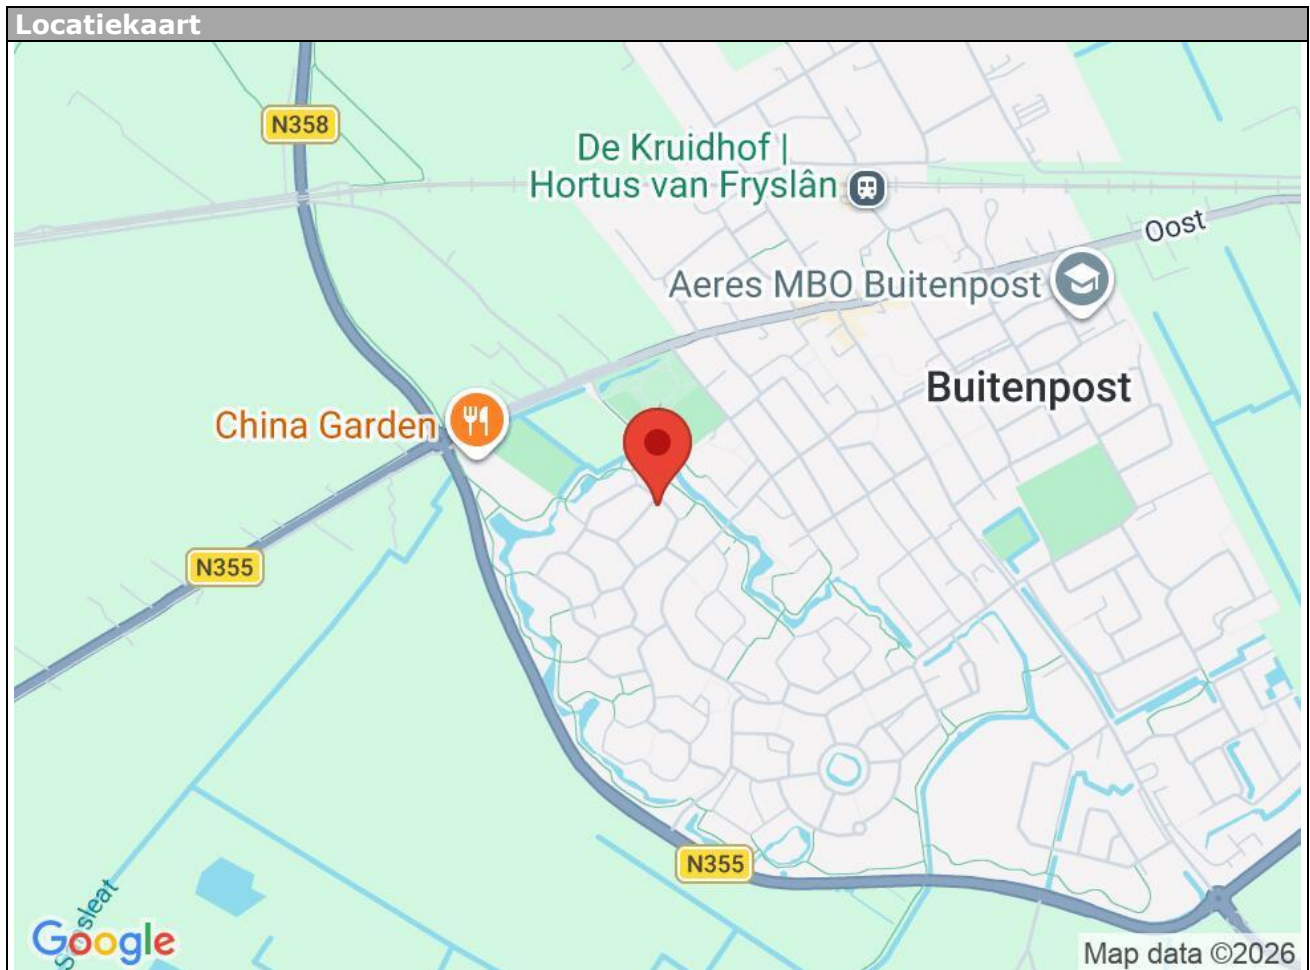 Locatiekaart
N358
De Kruidhof |
Hortus van Fryslân
Oost
Aeres MBO Buitenpost
Buitenpost
China Garden
N355
N355
Google
Map data ©2026